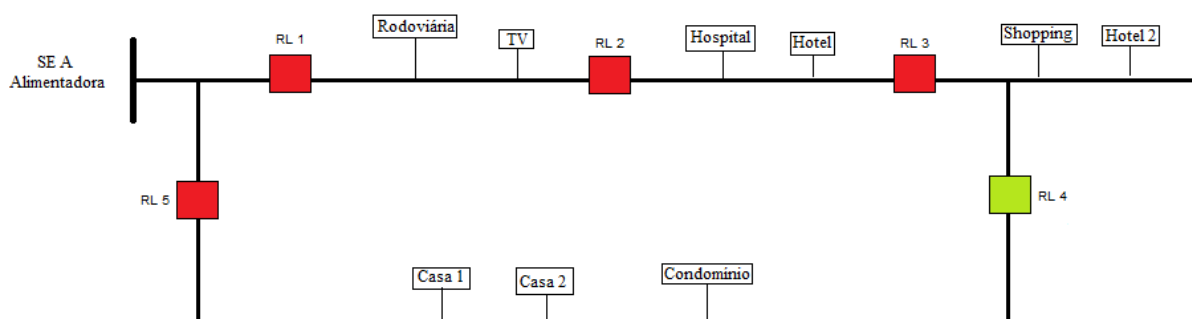 SE A
Alimentadora
RL 1
Rodoviária
TV
RL 2
Hospital
Hotel
RL 3
Shopping
Hotel 2
RL 5
RL 4
Casa 1
Casa 2
Condominio